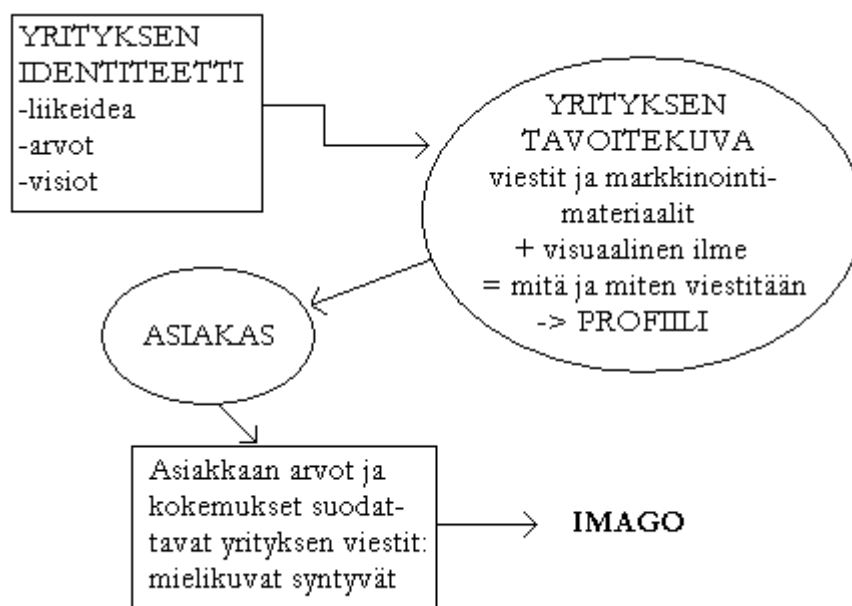 YRITYKSEN
IDENTITEETTI
-liikeidea
-arvot
-visiot
YRITYKSEN
TAVOITEKUVA
viestit ja markkinointi-
materiaalit
+ visuaalinen ilme
= mitä ja miten viestitään
-> PROFIILI
ASIAKAS
Asiakkaan arvot ja
kokemukset suodat-
tavat yrityksen viestit:
mielikuvat syntyvät
IMAGO